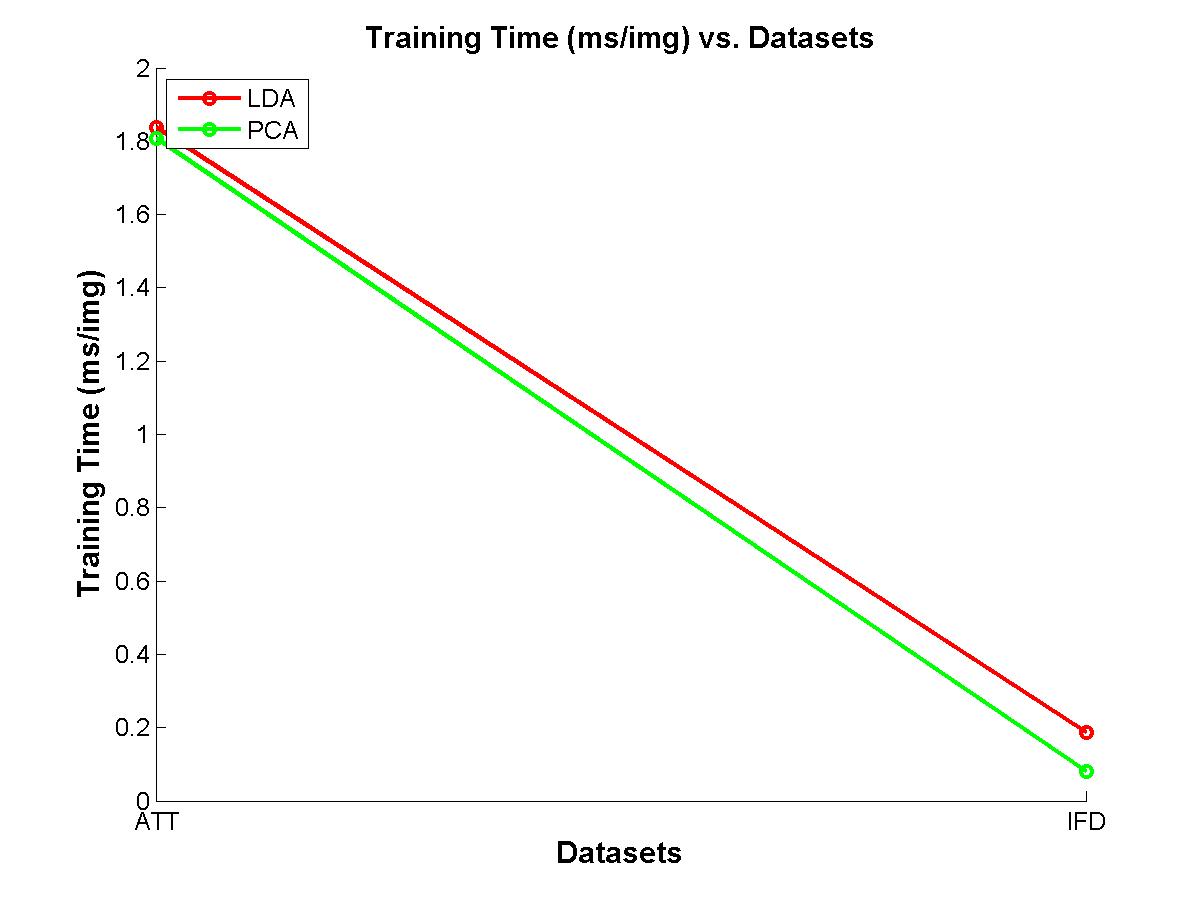 Training Time (ms/img) vs. Datasets
LDA
PCA
Training Time (ms/img)
2
1.8
1.6
1.4
1.2
1
0.8
0.6
0.4
0.2
0
ATT
IFD
Datasets